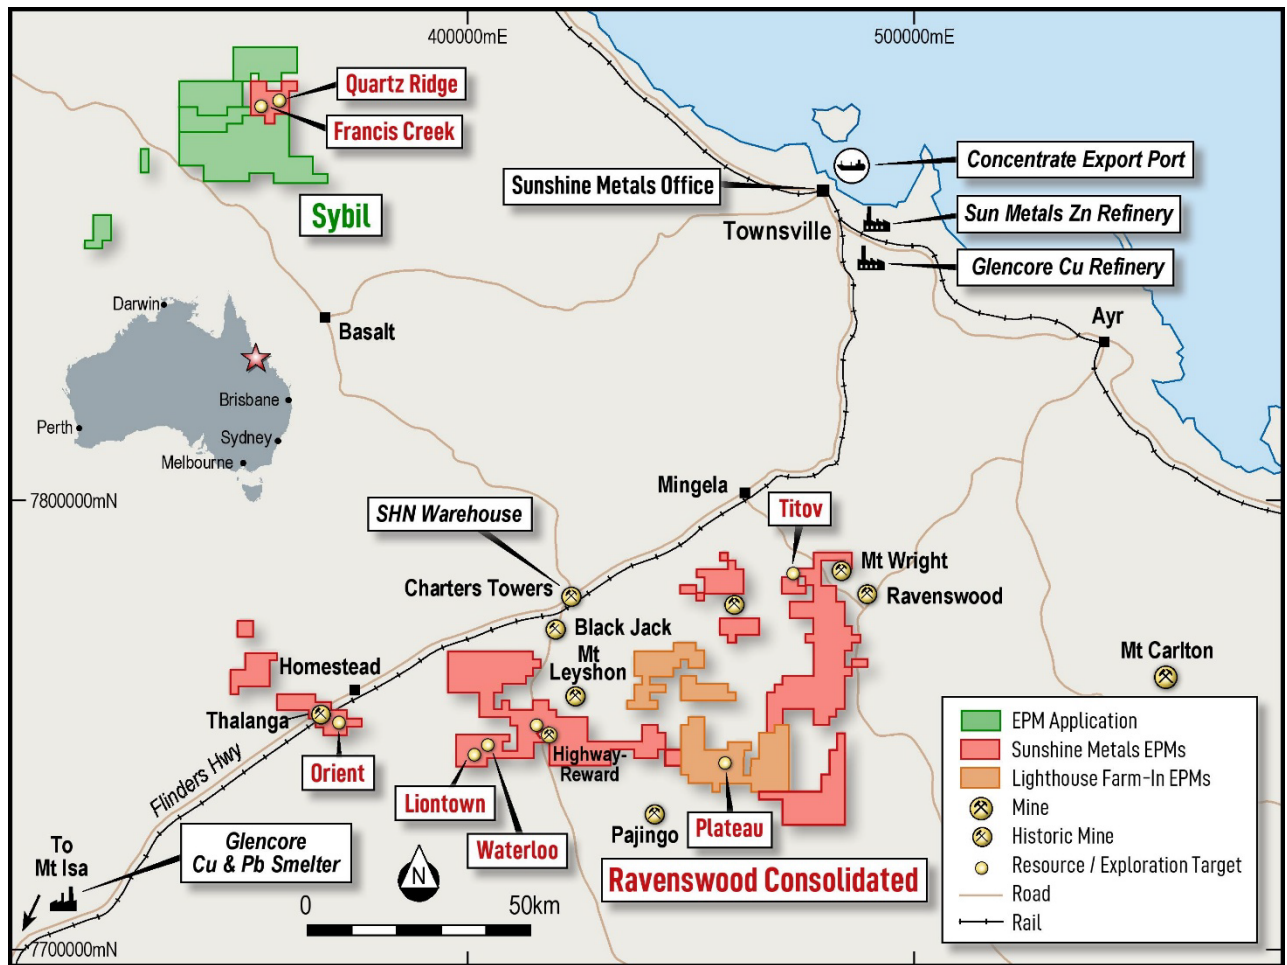 400000mE
500000mE
Quartz Ridge
Francis Creek
Sybil
Sunshine Metals Office
Concentrate Export Port
Sun Metals Zn Refinery
Townsville
Glencore Cu Refinery
Darwin
Basalt
Ayr
Brisbane
Perth
Sydney
Melbourne
7800000mN
Mingela
SHN Warehouse
Titov
Charters Towers
Mt Wright
Ravenswood
Black Jack
Mt
Leyshon
Homestead
Mt Carlton
Thalanga
Orient
Highway-
Reward
Flinders Hwy
Liontown
Waterloo
Pajingo
Plateau
Ravenswood Consolidated
To
Mt Isa
Glencore
Cu & Pb Smelter
N
0
50km
7700000mN
EPM Application
Sunshine Metals EPMs
Lighthouse Farm-In EPMs
Mine
Historic Mine
Resource / Exploration Target
Road
Rail